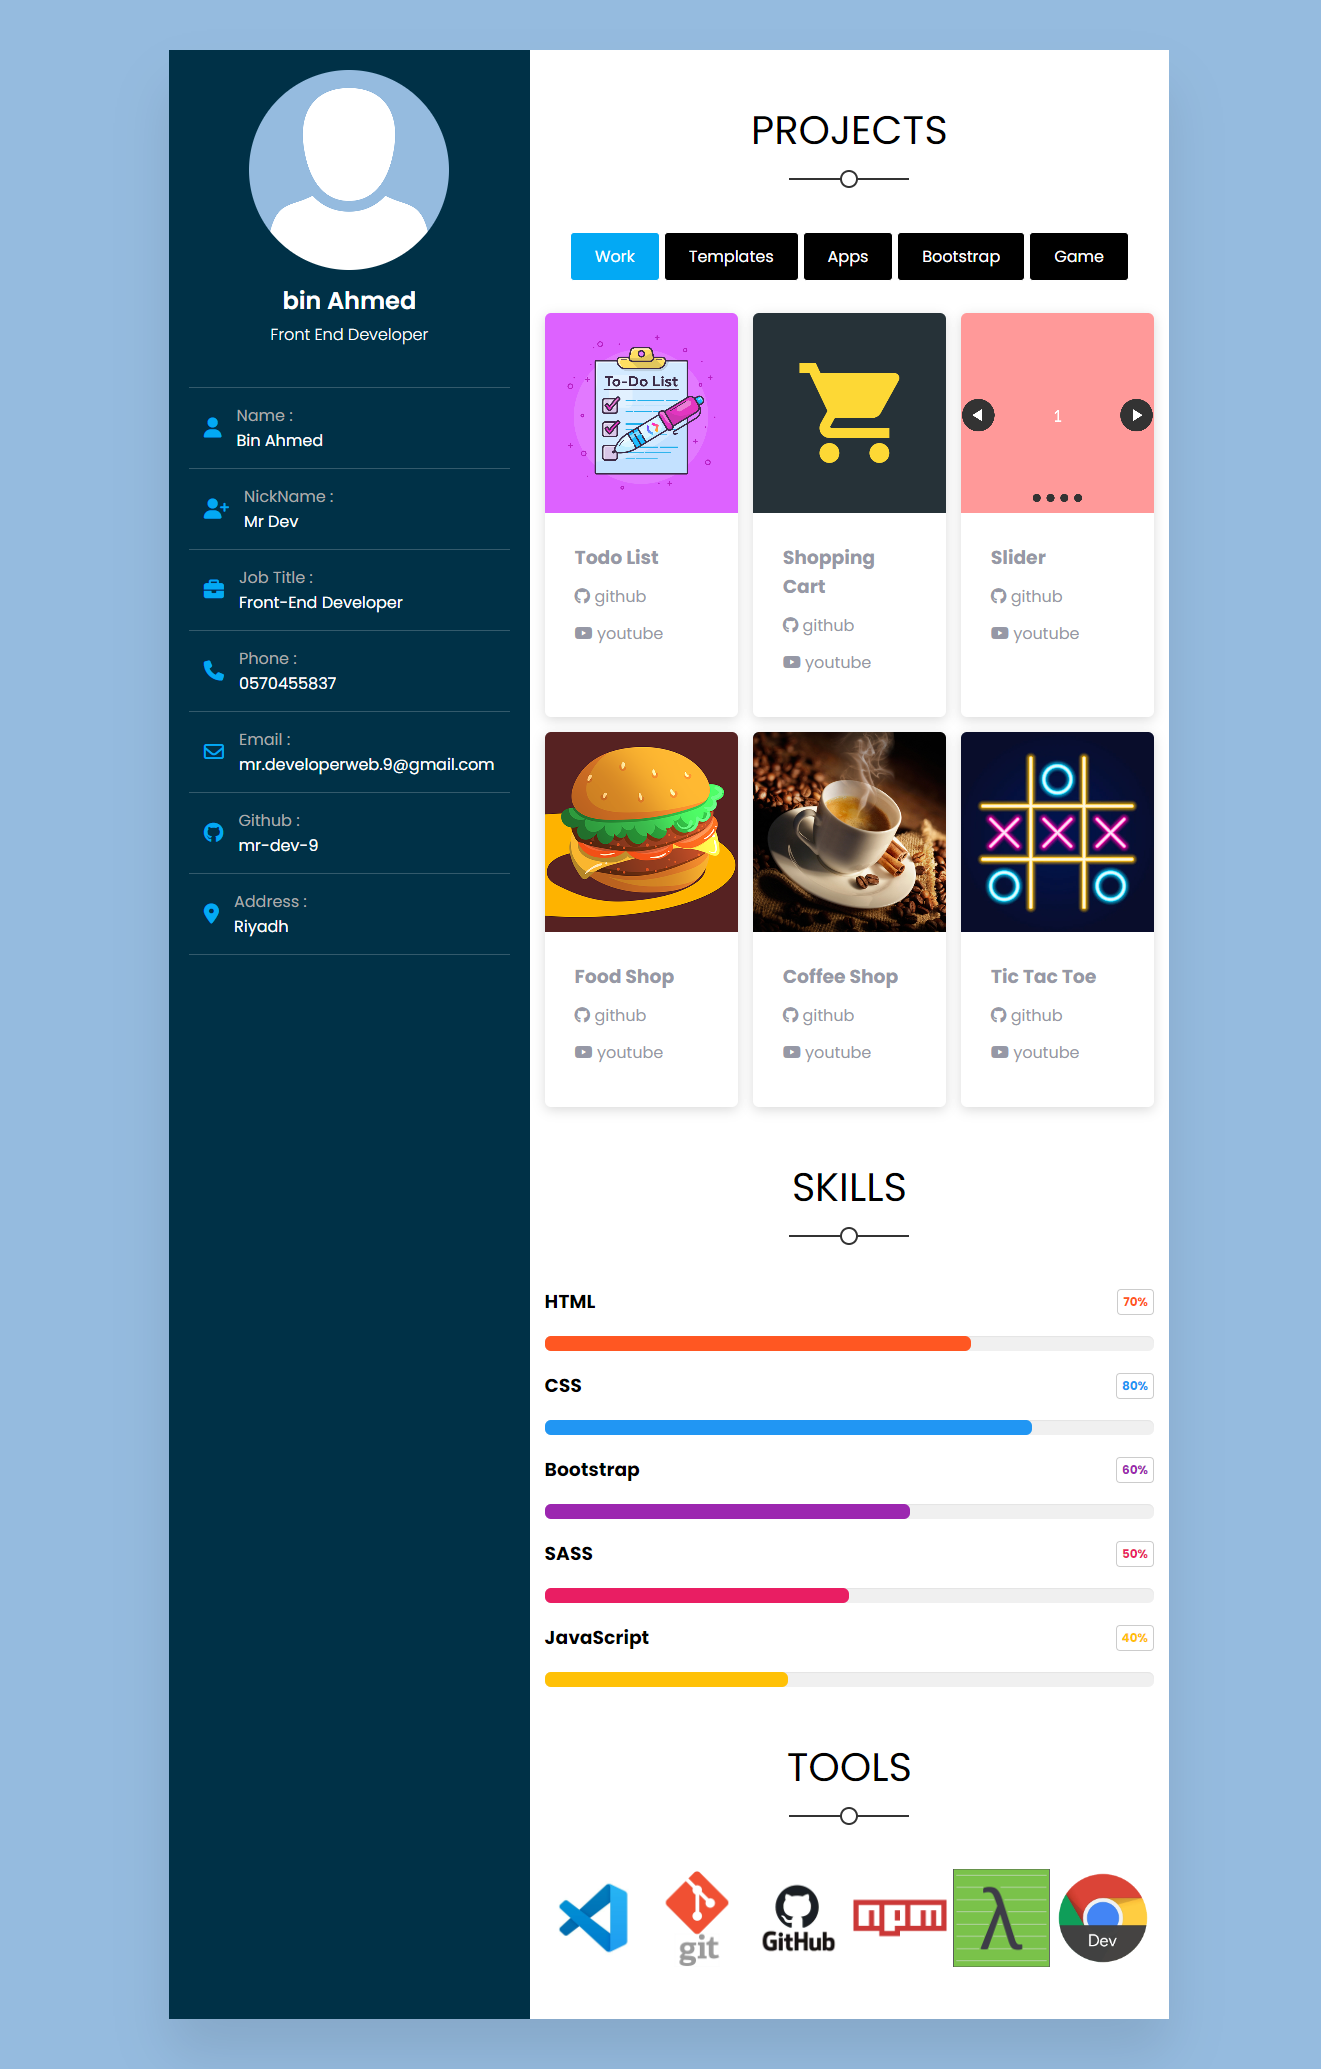 bin Ahmed
Front End Developer
Name :
Bin Ahmed
NickName :
Mr Dev
Job Title :
Front-End Developer
Phone :
0570455837
Email :
mr.developerweb.9@gmail.com
Github :
mr-dev-9
Address :
Riyadh
PROJECTS
Work
Templates
Apps
Bootstrap
Game
To-Do List
1
Todo List
github
youtube
Shopping
Cart
github
youtube
Slider
github
youtube
Food Shop
github
youtube
Coffee Shop
github
youtube
Tic Tac Toe
github
youtube
SKILLS
HTML
70%
CSS
80%
Bootstrap
60%
SASS
50%
JavaScript
40%
TOOLS
git
GitHub
npm
λ
Dev